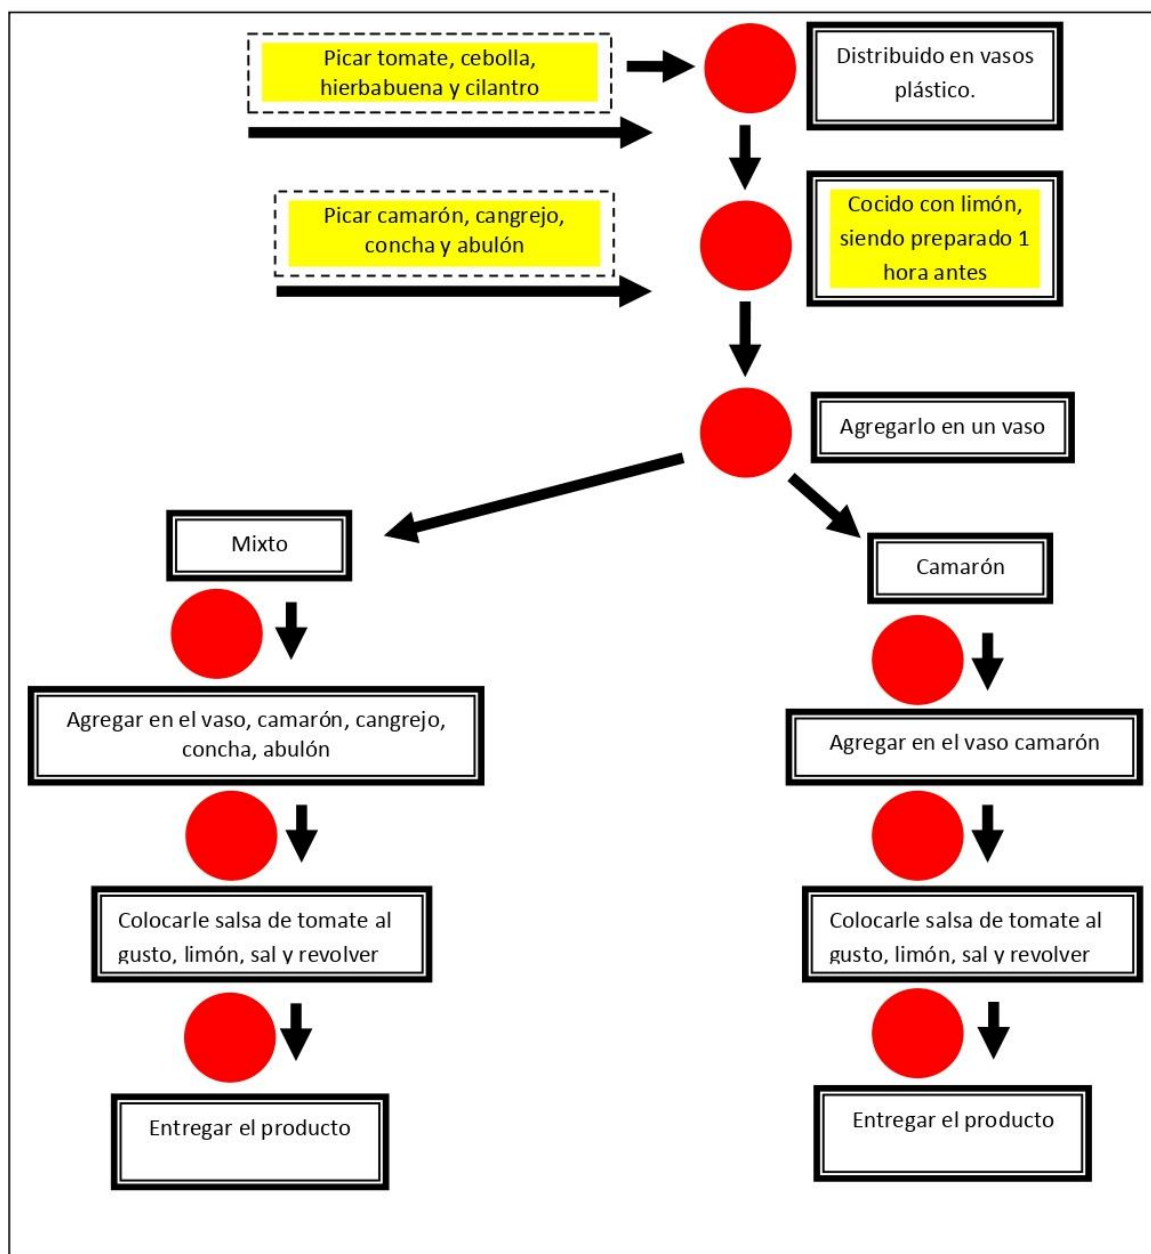 Picar tomate, cebolla,
hierbabuena y cilantro
Distribuido en vasos
plástico.
Picar camarón, cangrejo,
concha y abulón
Cocido con limón,
siendo preparado 1
hora antes
Agregarlo en un vaso
Mixto
Agregar en el vaso, camarón, cangrejo,
concha, abulón
Colocarle salsa de tomate al
gusto, limón, sal y revolver
Entregar el producto
Camarón
Agregar en el vaso camarón
Colocarle salsa de tomate al
gusto, limón, sal y revolver
Entregar el producto